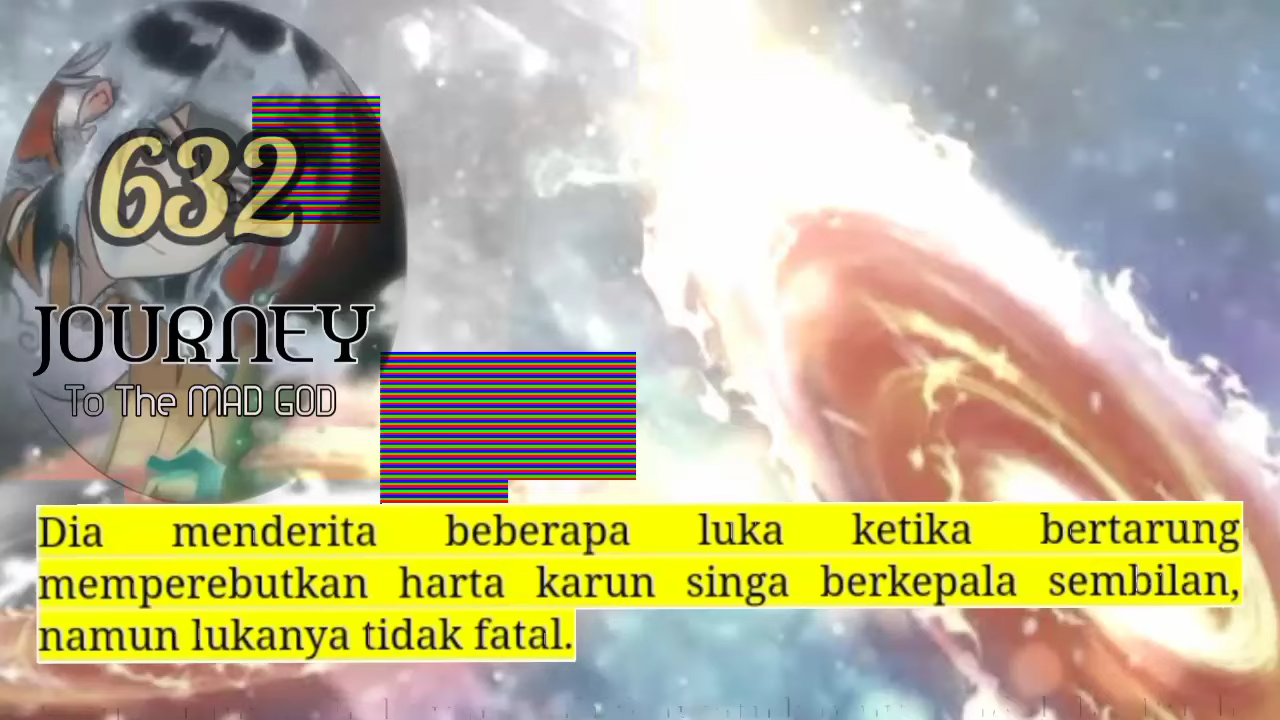 632
JOURNEY
To The MAD GOD
Dia menderita beberapa luka ketika bertarung
memperebutkan harta karun singa berkepala sembilan,
namun lukanya tidak fatal.